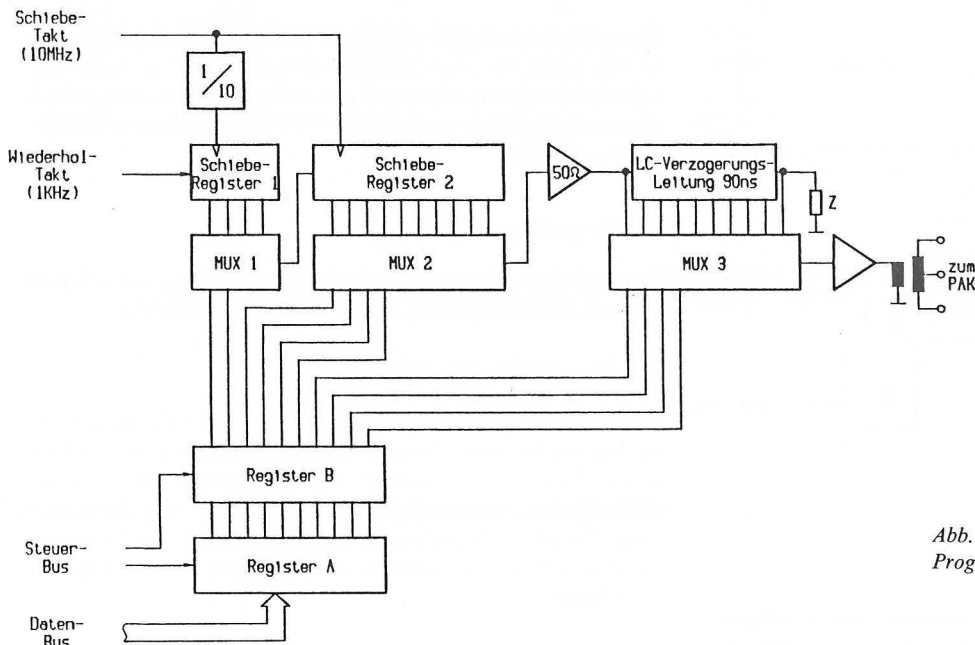 Schiebe-
Takt
(10MHz)
1/10
Wiederhol-
Takt
(1KHz)
Schiebe-
Register 1
Schiebe-
Register 2
50Ω
LC-Verzogerungs-
Leitung 90ns
Z
MUX 1
MUX 2
MUX 3
zum
PAK
Register B
Steuer-
Bus
Register A
Daten-
Bus
Abb.
Prog